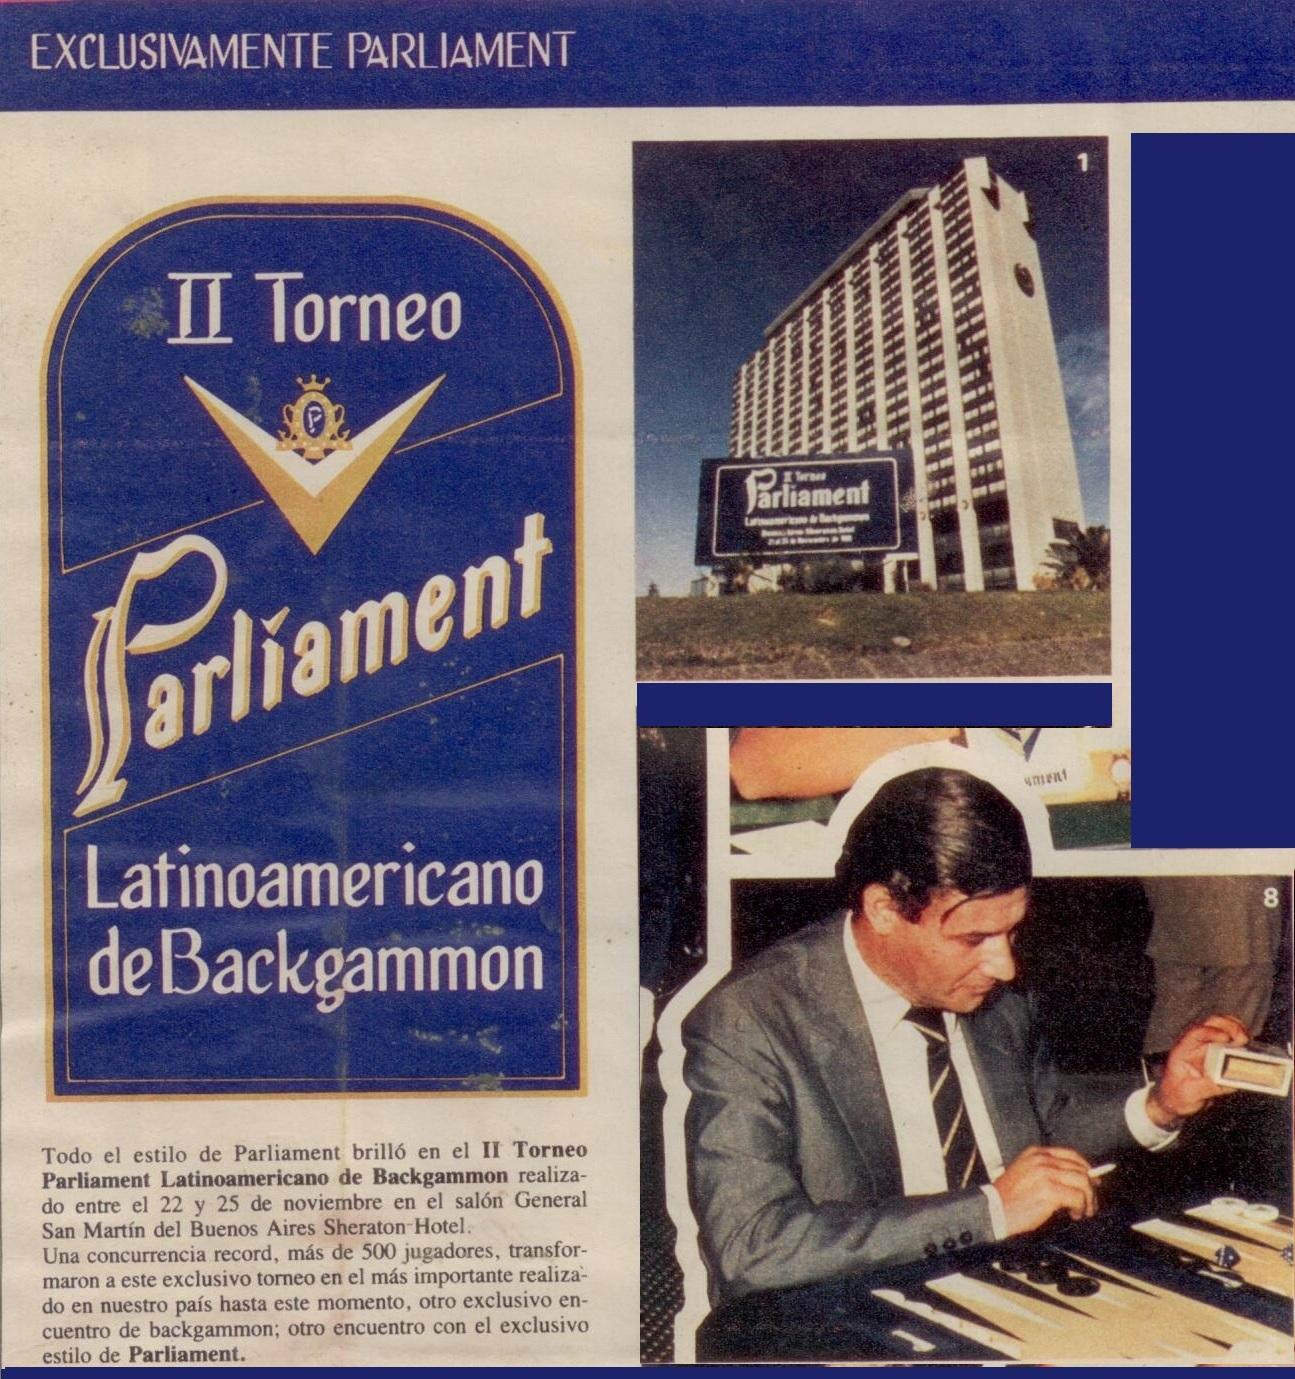 EXCLUSIVAMENTE PARLIAMENT
II Torneo
Parliament
Latinoamericano
de Backgammon
Todo el estilo de Parliament brilló en el II Torneo
Parliament Latinoamericano de Backgammon realiza-
do entre el 22 y 25 de noviembre en el salón General
San Martín del Buenos Aires Sheraton Hotel.
Una concurrencia record, más de 500 jugadores, transfor-
maron a este exclusivo torneo en el más importante realiza-
do en nuestro país hasta este momento, otro exclusivo en-
cuentro de backgammon; otro encuentro con el exclusivo
estilo de Parliament.
1
II Torneo
Parliament
Latinoamericano de Backgammon
ument
8